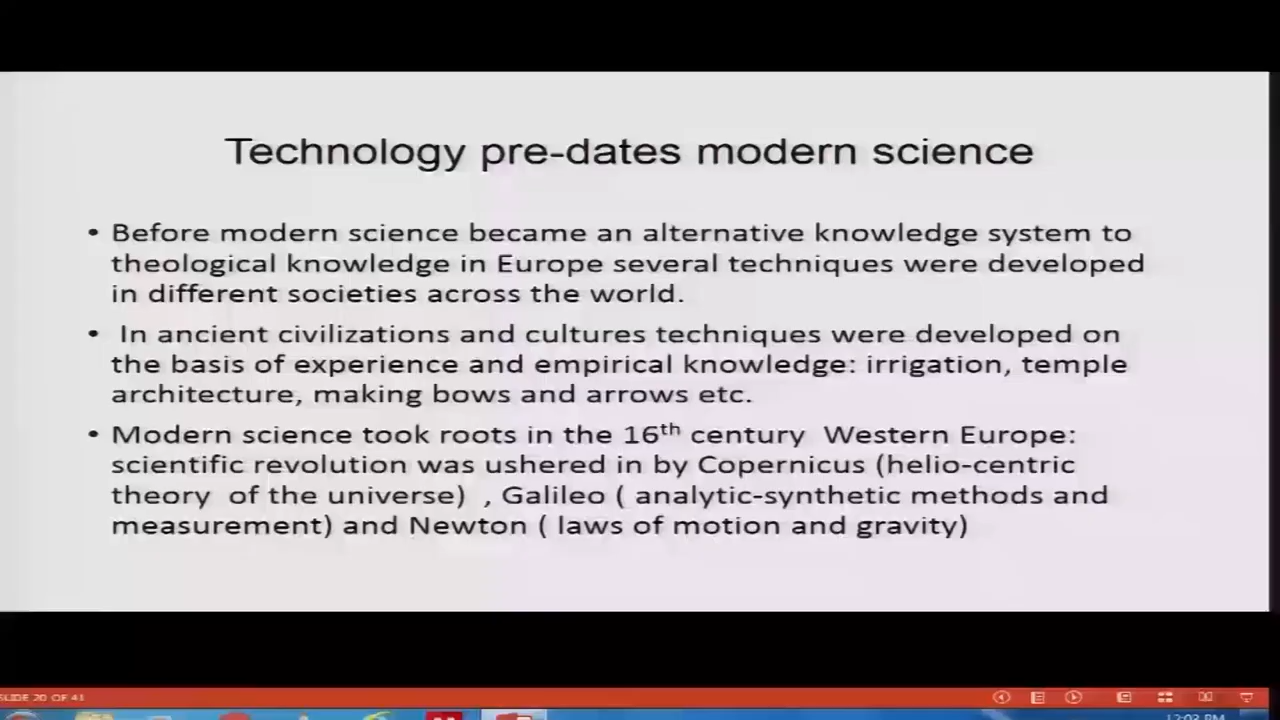 Technology pre-dates modern science
• Before modern science became an alternative knowledge system to
theological knowledge in Europe several techniques were developed
in different societies across the world.
• In ancient civilizations and cultures techniques were developed on
the basis of experience and empirical knowledge: irrigation, temple
architecture, making bows and arrows etc.
• Modern science took roots in the 16th century Western Europe:
scientific revolution was ushered in by Copernicus (helio-centric
theory of the universe) , Galileo ( analytic-synthetic methods and
measurement) and Newton ( laws of motion and gravity)
SLIDE 20 OF 41
12:03 PM